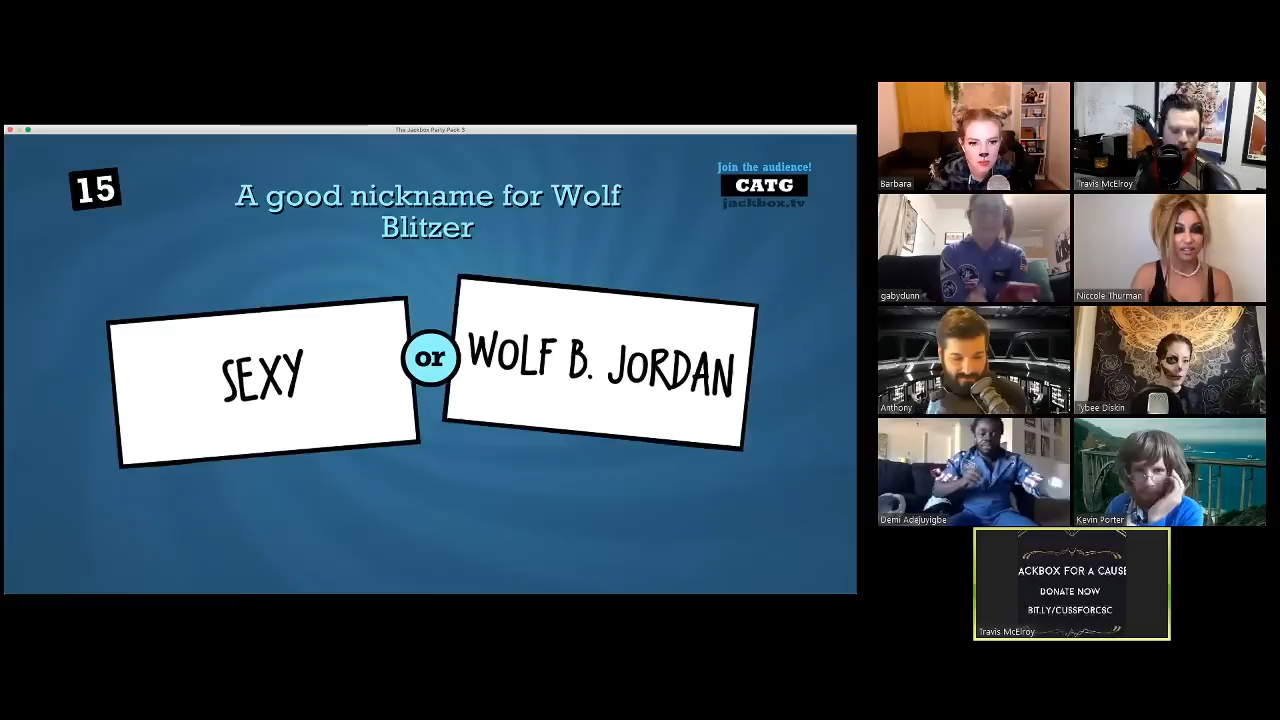 The Jackbox Party Pack 3
15
A good nickname for Wolf
Blitzer
Join the audience!
CATG
jackbox.tv
SEXY
or
WOLF B. JORDAN
Barbara
Travis McElroy
gabydunn
Niccole Thurman
Anthony
Tybee Diskin
Demi Adejuyigbe
Kevin Porter
ACKBOX FOR A CAUSE
DONATE NOW
BIT.LY/CUSSFORCSC
Travis McElroy